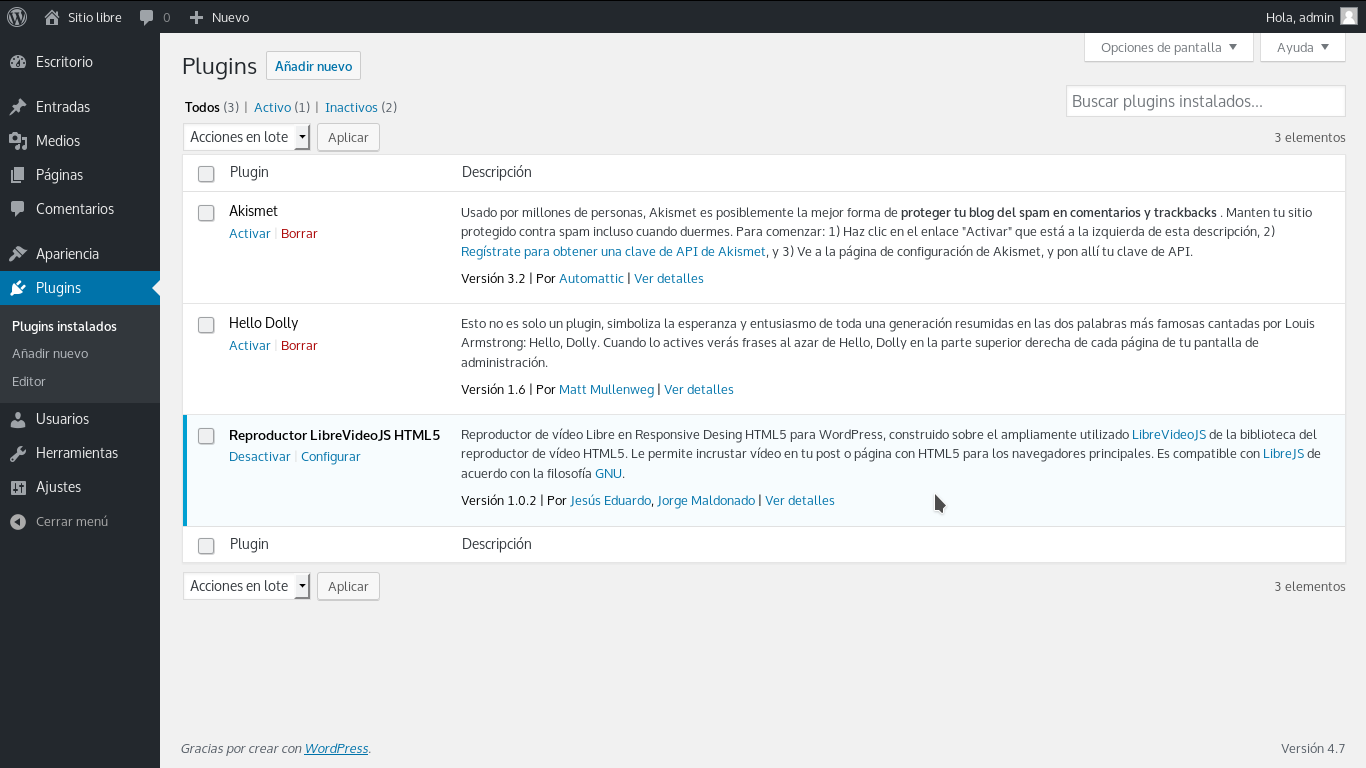 Sitio libre 0 Nuevo Hola, admin
Opciones de pantalla Ayuda
Escritorio
Entradas
Medios
Páginas
Comentarios
Apariencia
Plugins
Plugins instalados
Añadir nuevo
Editor
Usuarios
Herramientas
Ajustes
Cerrar menú
Plugins Añadir nuevo
Todos (3) | Activo (1) | Inactivos (2)
Buscar plugins instalados...
Acciones en lote Aplicar 3 elementos
Plugin Descripción
Akismet
Activar | Borrar
Usado por millones de personas, Akismet es posiblemente la mejor forma de proteger tu blog del spam en comentarios y trackbacks . Manten tu sitio
protegido contra spam incluso cuando duermes. Para comenzar: 1) Haz clic en el enlace "Activar" que está a la izquierda de esta descripción, 2)
Regístrate para obtener una clave de API de Akismet, y 3) Ve a la página de configuración de Akismet, y pon allí tu clave de API.
Versión 3.2 | Por Automattic | Ver detalles
Hello Dolly
Activar | Borrar
Esto no es solo un plugin, simboliza la esperanza y entusiasmo de toda una generación resumidas en las dos palabras más famosas cantadas por Louis
Armstrong: Hello, Dolly. Cuando lo actives verás frases al azar de Hello, Dolly en la parte superior derecha de cada página de tu pantalla de
administración.
Versión 1.6 | Por Matt Mullenweg | Ver detalles
Reproductor LibreVideoJS HTML5
Desactivar | Configurar
Reproductor de vídeo Libre en Responsive Desing HTML5 para WordPress, construido sobre el ampliamente utilizado LibreVideoJS de la biblioteca del
reproductor de vídeo HTML5. Le permite incrustar vídeo en tu post o página con HTML5 para los navegadores principales. Es compatible con LibreJS de
acuerdo con la filosofía GNU.
Versión 1.0.2 | Por Jesús Eduardo, Jorge Maldonado | Ver detalles
Plugin Descripción
Acciones en lote Aplicar 3 elementos
Gracias por crear con WordPress. Versión 4.7